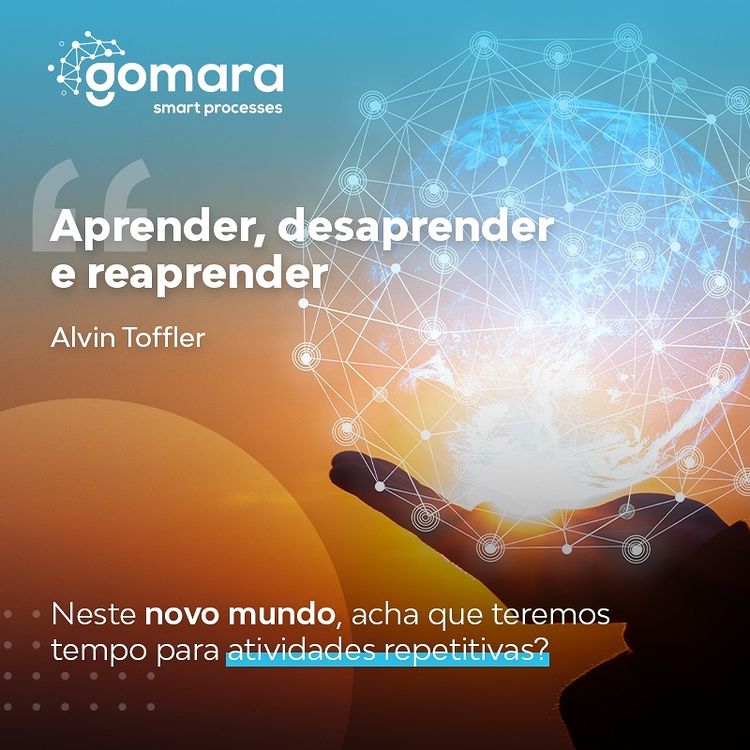 gomara
smart processes
“
Aprender, desaprender
e reaprender
Alvin Toffler
Neste novo mundo, acha que teremos
tempo para atividades repetitivas?